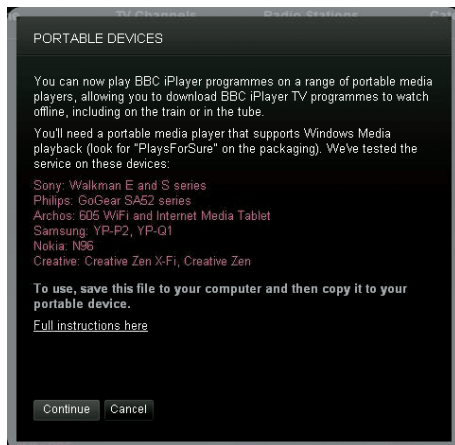 TV Channels Radio Stations
PORTABLE DEVICES
You can now play BBC iPlayer programmes on a range of portable media
players, allowing you to download BBC iPlayer TV programmes to watch
offline, including on the train or in the tube.
You'll need a portable media player that supports Windows Media
playback (look for "PlaysForSure" on the packaging). We've tested the
service on these devices:
Sony: Walkman E and S series
Philips: GoGear SA52 series
Archos: 605 WiFi and Internet Media Tablet
Samsung: YP-P2, YP-Q1
Nokia: N96
Creative: Creative Zen X-Fi, Creative Zen
To use, save this file to your computer and then copy it to your
portable device.
Full instructions here
Continue Cancel